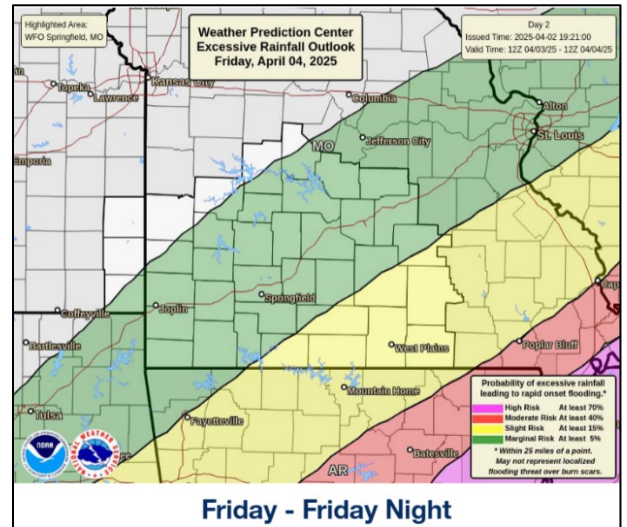 Highlighted Area:
WFO Springfield, MO
Weather Prediction Center
Excessive Rainfall Outlook
Friday, April 04, 2025
Day 2
Issued Time: 2025-04-02 19:21:00
Valid Time: 12Z 04/03/25 - 12Z 04/04/25
Kansas City
Topeka
Lawrence
Columbia
Alton
St. Louis
Jefferson City
MO
Emporia
Cap
Coffeyville
Joplin
Springfield
Bartlesville
West Plains
Poplar Bluff
Mountain Home
Tulsa
Fayetteville
Batesville
AR
Probability of excessive rainfall
leading to rapid onset flooding.*
High Risk At least 70%
Moderate Risk At least 40%
Slight Risk At least 15%
Marginal Risk At least 5%
* Within 25 miles of a point.
May not represent localized
flooding threat over burn scars.
NOAA
NATIONAL WEATHER SERVICE
Friday - Friday Night